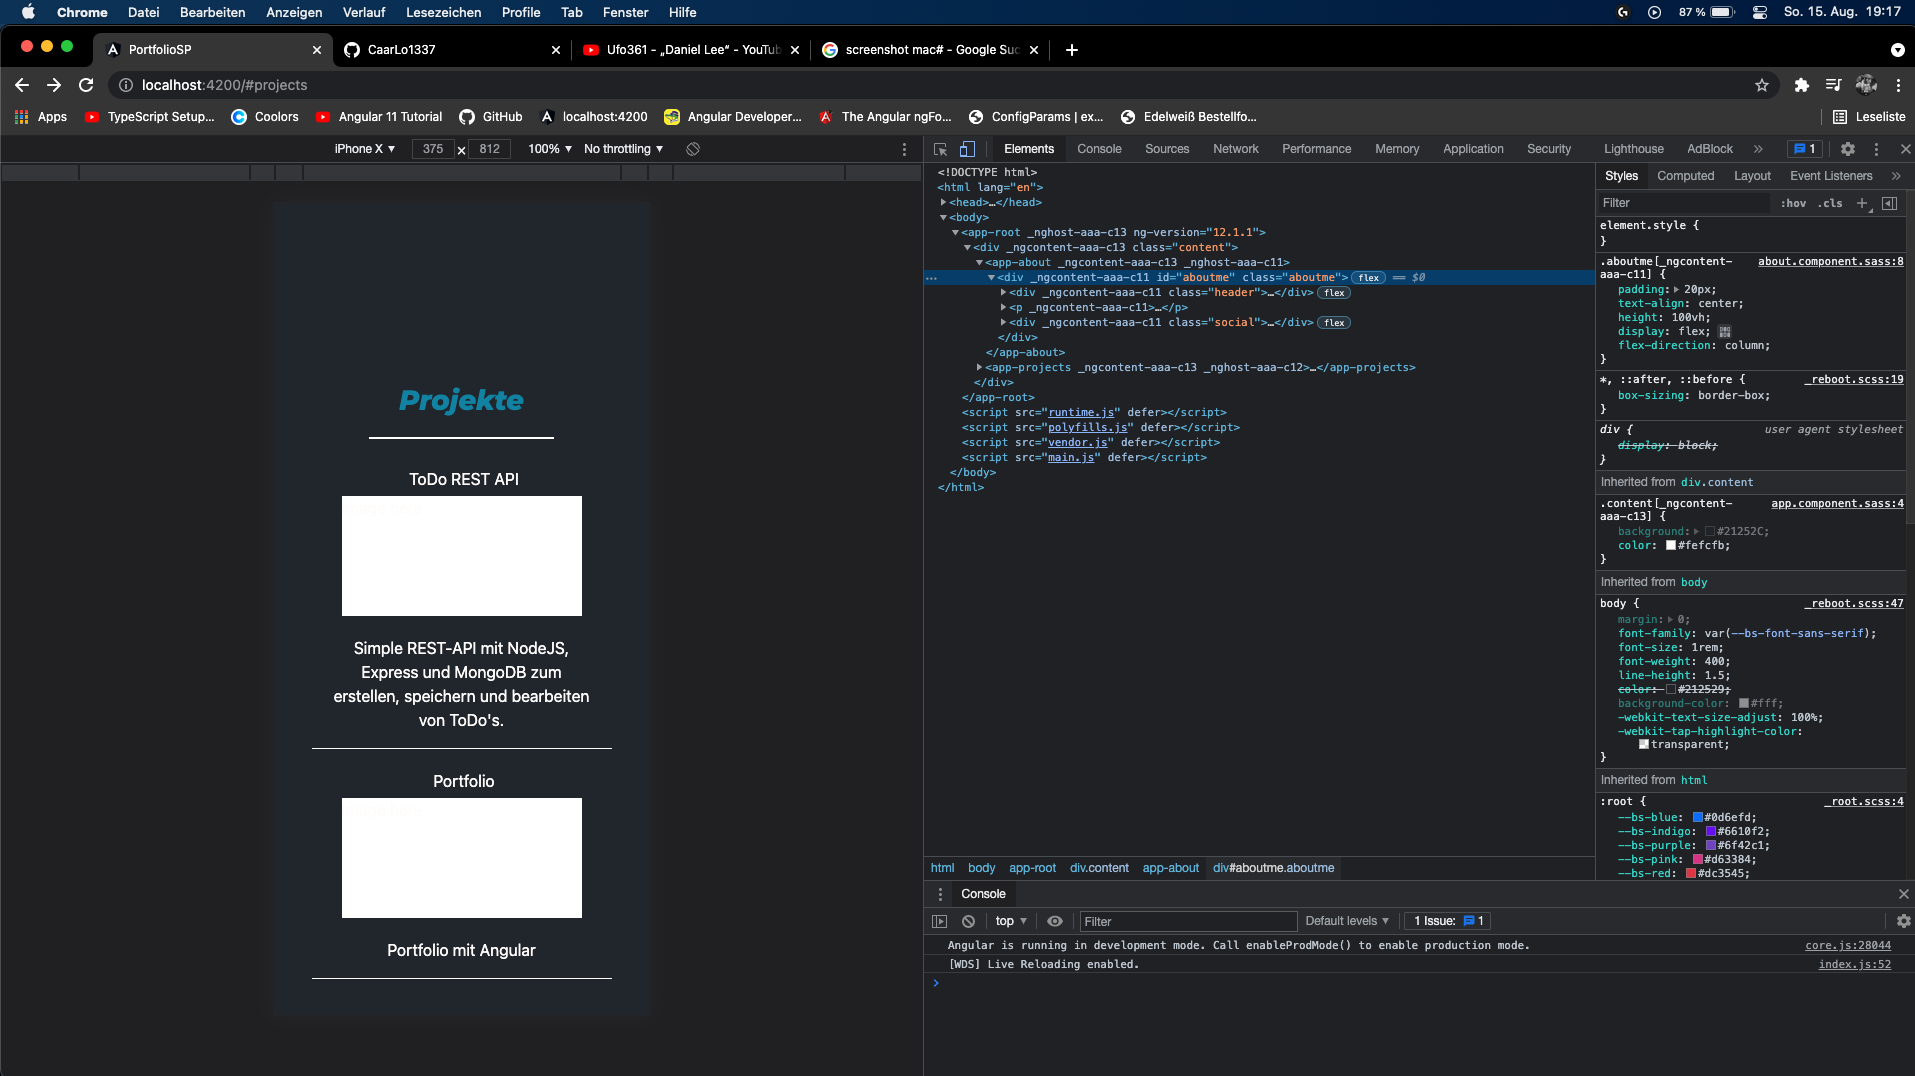 Chrome Datei Bearbeiten Anzeigen Verlauf Lesezeichen Profile Tab Fenster Hilfe 87 % So. 15. Aug. 19:17
PortfolioSP CaarLo1337 Ufo361 - „Daniel Lee“ - YouTub screenshot mac# - Google Suc
localhost:4200/#projects
Apps TypeScript Setup... Coolors Angular 11 Tutorial GitHub localhost:4200 Angular Developer... The Angular ngFo... ConfigParams | ex... Edelweiß Bestellfo... Leseliste
iPhone X ▼ 375 x 812 100% ▼ No throttling ▼
Projekte
ToDo REST API
Simple REST-API mit NodeJS,
Express und MongoDB zum
erstellen, speichern und bearbeiten
von ToDo's.
Portfolio
Portfolio mit Angular
Elements Console Sources Network Performance Memory Application Security Lighthouse AdBlock » 1
<!DOCTYPE html>
<html lang="en">
▶<head>…</head>
▼<body>
▼<app-root _nghost-aaa-c13 ng-version="12.1.1">
▼<div _ngcontent-aaa-c13 class="content">
▼<app-about _ngcontent-aaa-c13 _nghost-aaa-c11>
… ▼<div _ngcontent-aaa-c11 id="aboutme" class="aboutme"> flex == $0
▶<div _ngcontent-aaa-c11 class="header">…</div> flex
▶<p _ngcontent-aaa-c11>…</p>
▶<div _ngcontent-aaa-c11 class="social">…</div> flex
</div>
</app-about>
▶<app-projects _ngcontent-aaa-c13 _nghost-aaa-c12>…</app-projects>
</div>
</app-root>
<script src="runtime.js" defer></script>
<script src="polyfills.js" defer></script>
<script src="vendor.js" defer></script>
<script src="main.js" defer></script>
</body>
</html>
html body app-root div.content app-about div#aboutme.aboutme
Styles Computed Layout Event Listeners »
Filter :hov .cls +
element.style {
}
.aboutme[_ngcontent- about.component.sass:8
aaa-c11] {
padding:▶ 20px;
text-align: center;
height: 100vh;
display: flex;
flex-direction: column;
}
*, ::after, ::before { _reboot.scss:19
box-sizing: border-box;
}
div { user agent stylesheet
display: block;
}
Inherited from div.content
.content[_ngcontent- app.component.sass:4
aaa-c13] {
background:▶ #21252C;
color: #fefcfb;
}
Inherited from body
body { _reboot.scss:47
margin:▶ 0;
font-family: var(--bs-font-sans-serif);
font-size: 1rem;
font-weight: 400;
line-height: 1.5;
color: #212529;
background-color: #fff;
-webkit-text-size-adjust: 100%;
-webkit-tap-highlight-color:
transparent;
}
Inherited from html
:root { _root.scss:4
--bs-blue: #0d6efd;
--bs-indigo: #6610f2;
--bs-purple: #6f42c1;
--bs-pink: #d63384;
--bs-red: #dc3545;
Console
top ▼ Filter Default levels ▼ 1 Issue: 1
Angular is running in development mode. Call enableProdMode() to enable production mode. core.js:28044
[WDS] Live Reloading enabled. index.js:52